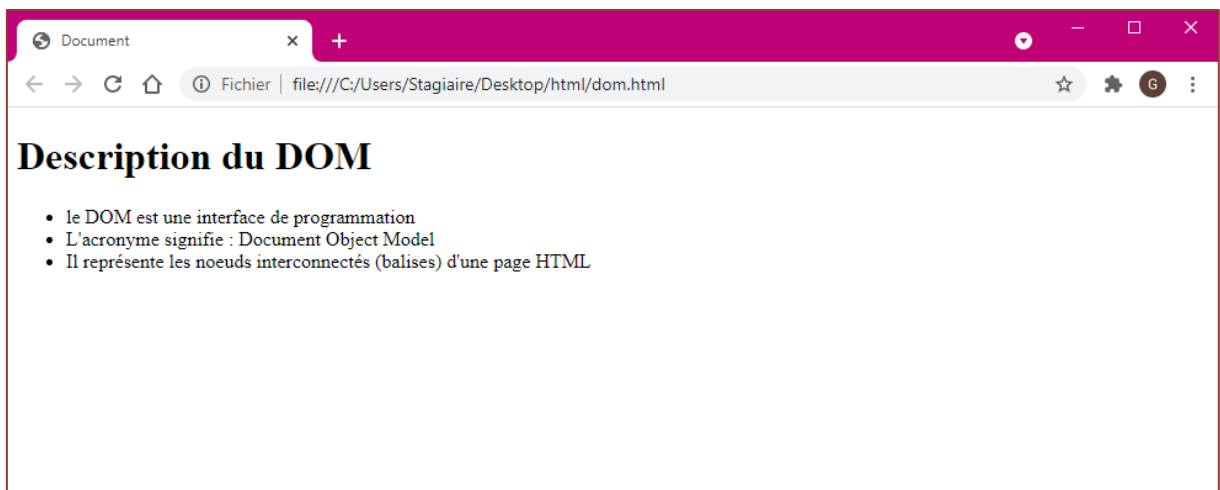 Document
Fichier file:///C:/Users/Stagiaire/Desktop/html/dom.html G
Description du DOM
le DOM est une interface de programmation
L'acronyme signifie : Document Object Model
Il représente les noeuds interconnectés (balises) d'une page HTML